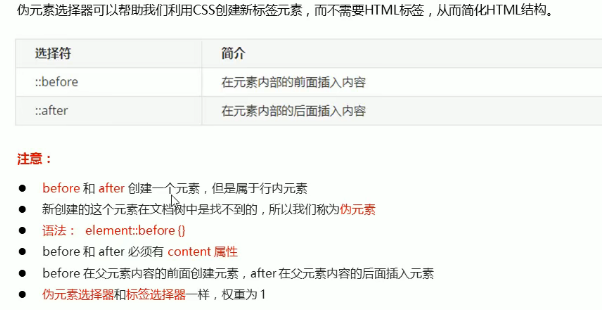 伪元素选择器可以帮助我们利用CSS创建新标签元素，而不需要HTML标签，从而简化HTML结构。
选择符 简介
::before 在元素内部的前面插入内容
::after 在元素内部的后面插入内容
注意：
● before 和 after 创建一个元素，但是属于行内元素
● 新创建的这个元素在文档树中是找不到的，所以我们称为伪元素
● 语法： element::before {}
● before 和 after 必须有 content 属性
● before 在父元素内容的前面创建元素，after 在父元素内容的后面插入元素
● 伪元素选择器和标签选择器一样，权重为 1